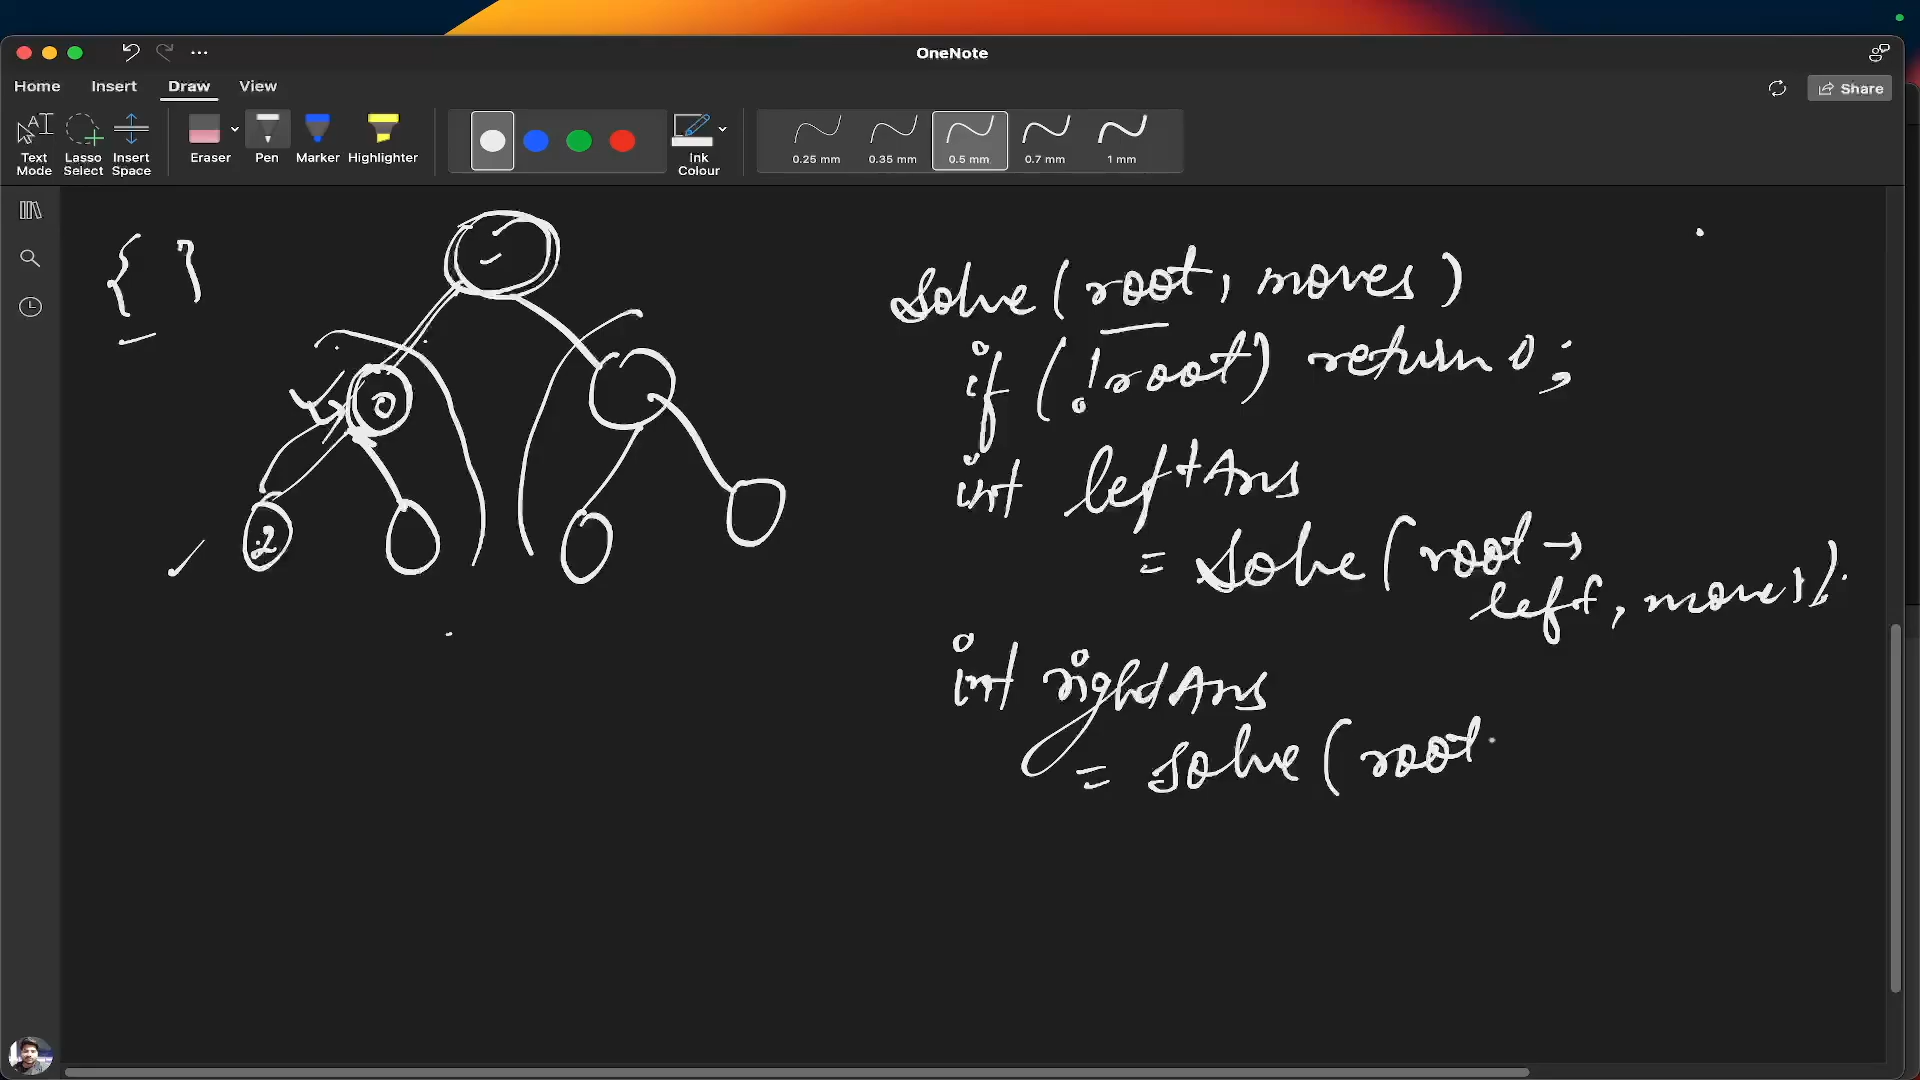 OneNote
Home Insert Draw View
Share
Text Mode
Lasso Select
Insert Space
Eraser
Pen
Marker
Highlighter
Ink Colour
0.25 mm
0.35 mm
0.5 mm
0.7 mm
1 mm
{ }
0
2
solve(root, moves)
if (!root) return 0;
int leftAns
= solve(root→
left, moves);
int rightAns
= solve(root